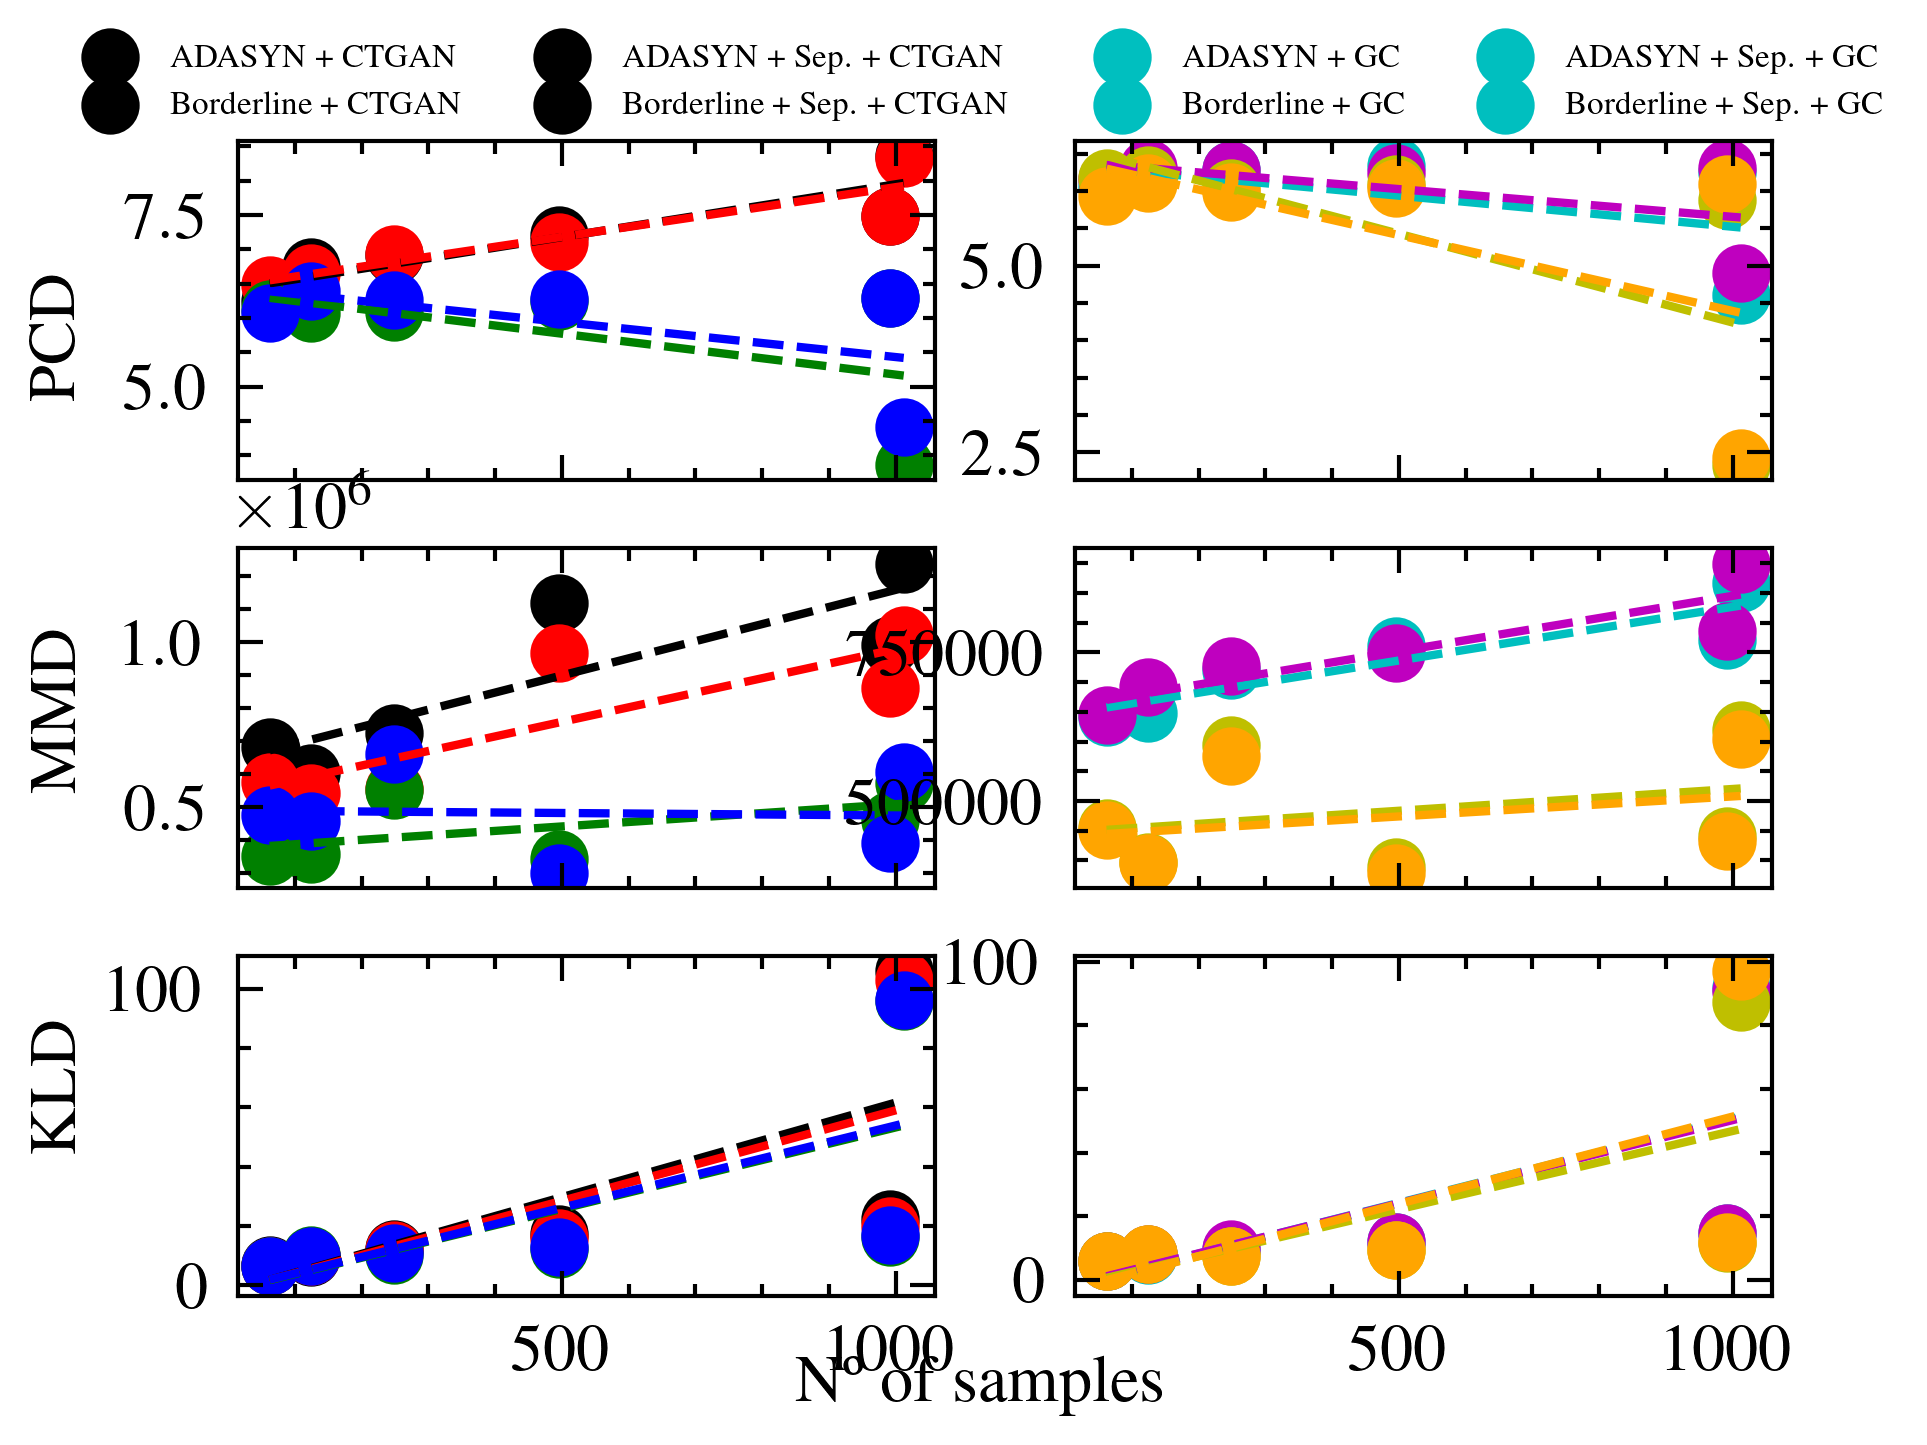 ADASYN + CTGAN
ADASYN + Sep. + CTGAN
ADASYN + GC
ADASYN + Sep. + GC
Borderline + CTGAN
Borderline + Sep. + CTGAN
Borderline + GC
Borderline + Sep. + GC
PCD
7.5
5.0
5.0
2.5
×10⁶
MMD
1.0
0.5
750000
500000
KLD
100
0
100
0
500
1000
500
1000
Nº of samples